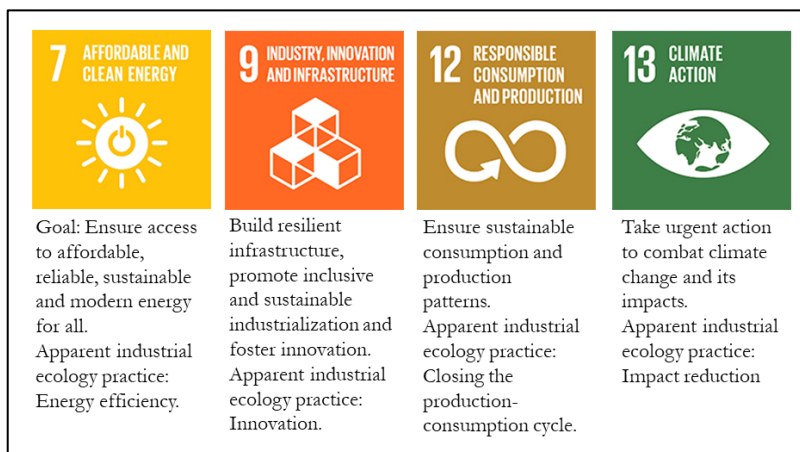 7 AFFORDABLE AND
CLEAN ENERGY
Goal: Ensure access
to affordable,
reliable, sustainable
and modern energy
for all.
Apparent industrial
ecology practice:
Energy efficiency.
9 INDUSTRY, INNOVATION
AND INFRASTRUCTURE
Build resilient
infrastructure,
promote inclusive
and sustainable
industrialization and
foster innovation.
Apparent industrial
ecology practice:
Innovation.
12 RESPONSIBLE
CONSUMPTION
AND PRODUCTION
Ensure sustainable
consumption and
production
patterns.
Apparent industrial
ecology practice:
Closing the
production-
consumption cycle.
13 CLIMATE
ACTION
Take urgent action
to combat climate
change and its
impacts.
Apparent industrial
ecology practice:
Impact reduction